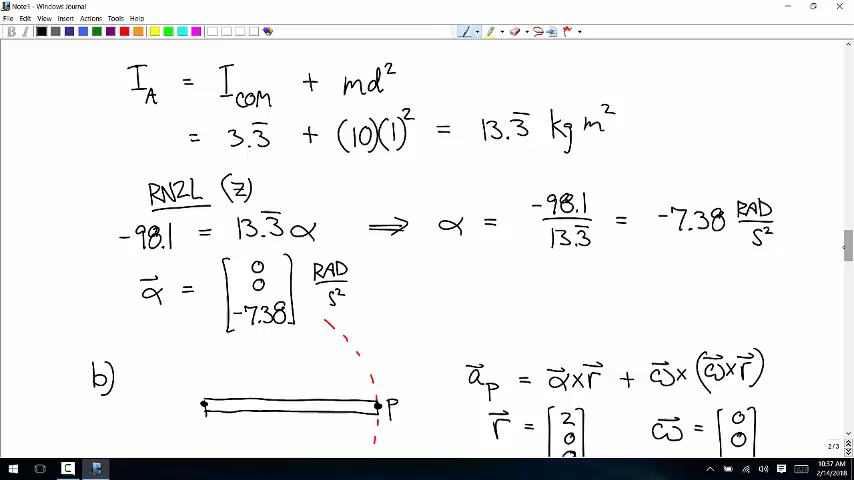 Note1 - Windows Journal
File Edit View Insert Actions Tools Help
B
I_A = I_COM + md²
= 3.3̅ + (10)(1)² = 13.3̅ kg m²
RN2L (Z)
-98.1 = 13.3̅ α ⟹ α = -98.1 / 13.3̅ = -7.38 RAD/S²
α⃗ = [0 0 -7.38] RAD/S²
b)
P
a⃗_P = α⃗ x r⃗ + ω⃗ x (ω⃗ x r⃗)
r⃗ = [2 0 0
ω⃗ = [0 0
2/3
10:37 AM
2/14/2018